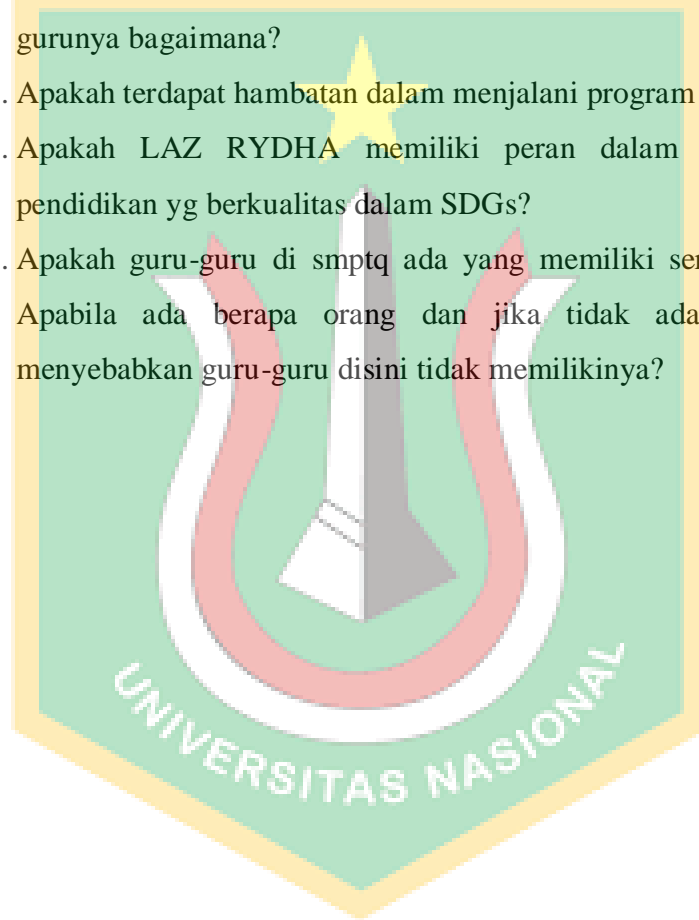 gurunya bagaimana?
. Apakah terdapat hambatan dalam menjalani program
. Apakah LAZ RYDHA memiliki peran dalam
pendidikan yg berkualitas dalam SDGs?
. Apakah guru-guru di smptq ada yang memiliki ser
Apabila ada berapa orang dan jika tidak ada
menyebabkan guru-guru disini tidak memilikinya?
UNIVERSITAS NASIONAL